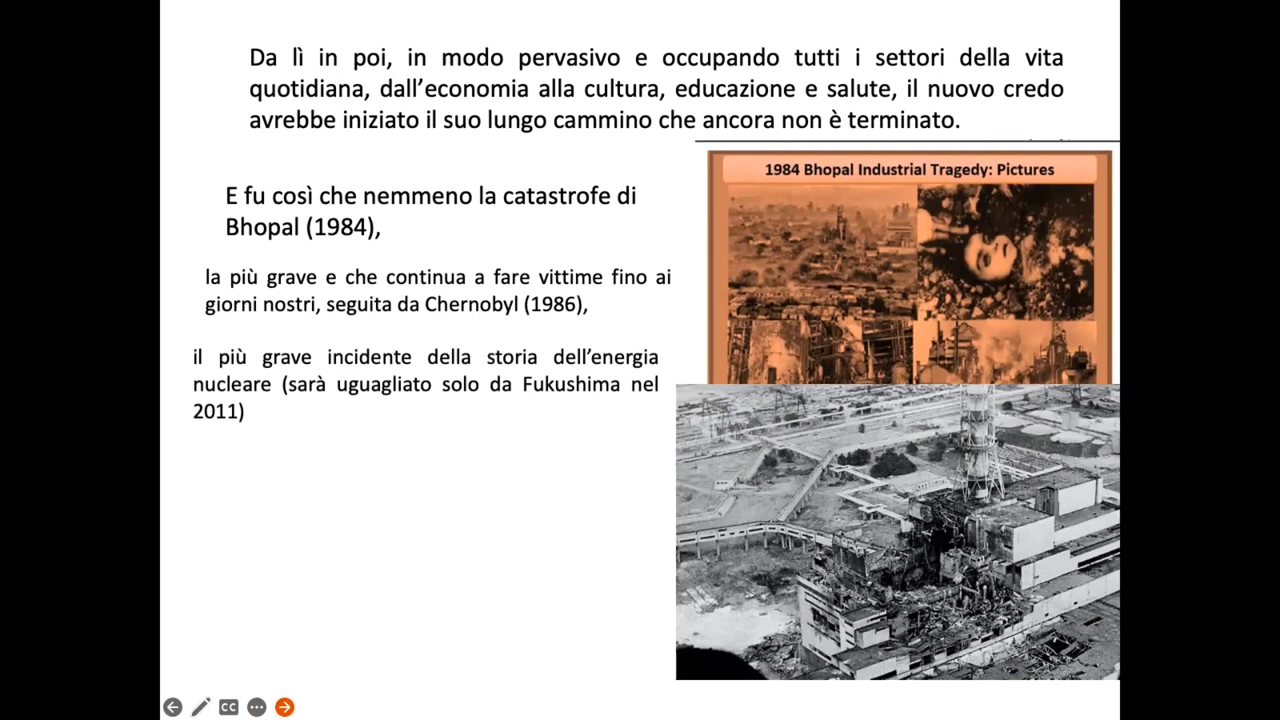 Da lì in poi, in modo pervasivo e occupando tutti i settori della vita
quotidiana, dall’economia alla cultura, educazione e salute, il nuovo credo
avrebbe iniziato il suo lungo cammino che ancora non è terminato.
1984 Bhopal Industrial Tragedy: Pictures
E fu così che nemmeno la catastrofe di
Bhopal (1984),
la più grave e che continua a fare vittime fino ai
giorni nostri, seguita da Chernobyl (1986),
il più grave incidente della storia dell’energia
nucleare (sarà uguagliato solo da Fukushima nel
2011)
CC